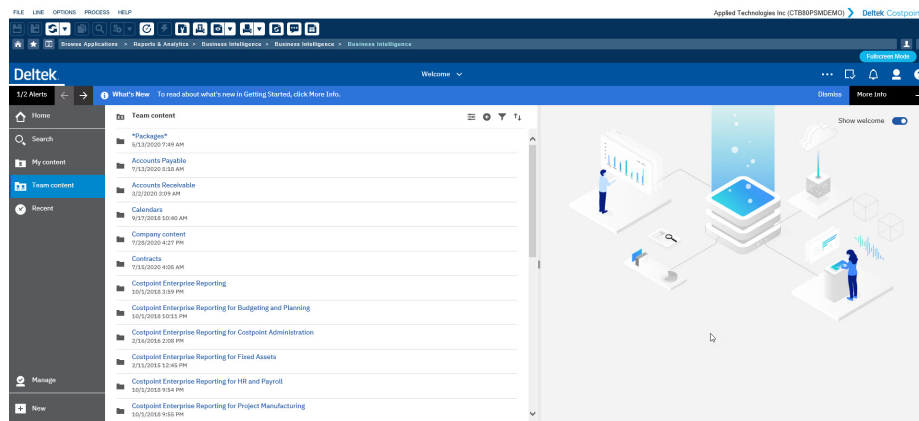 FILE LINE OPTIONS PROCESS HELP
Applied Technologies Inc (CTB80PSMDEMO) Deltek Costpoin
Browse Applications > Reports & Analytics > Business Intelligence > Business Intelligence > Business Intelligence
Fullscreen Mode
Deltek.
Welcome
1/2 Alerts
What's New To read about what's new in Getting Started, click More Info.
Dismiss
More Info
Home
Search
My content
Team content
Recent
Manage
New
Team content
*Packages*
5/13/2020 7:49 AM
Accounts Payable
7/13/2020 5:18 AM
Accounts Receivable
3/2/2020 3:09 AM
Calendars
9/17/2018 10:40 AM
Company content
7/28/2020 4:27 PM
Contracts
7/15/2020 4:05 AM
Costpoint Enterprise Reporting
10/1/2018 3:59 PM
Costpoint Enterprise Reporting for Budgeting and Planning
10/1/2018 10:11 PM
Costpoint Enterprise Reporting for Costpoint Administration
2/16/2016 2:08 PM
Costpoint Enterprise Reporting for Fixed Assets
2/11/2015 12:45 PM
Costpoint Enterprise Reporting for HR and Payroll
10/1/2018 9:54 PM
Costpoint Enterprise Reporting for Project Manufacturing
10/1/2018 9:55 PM
Show welcome